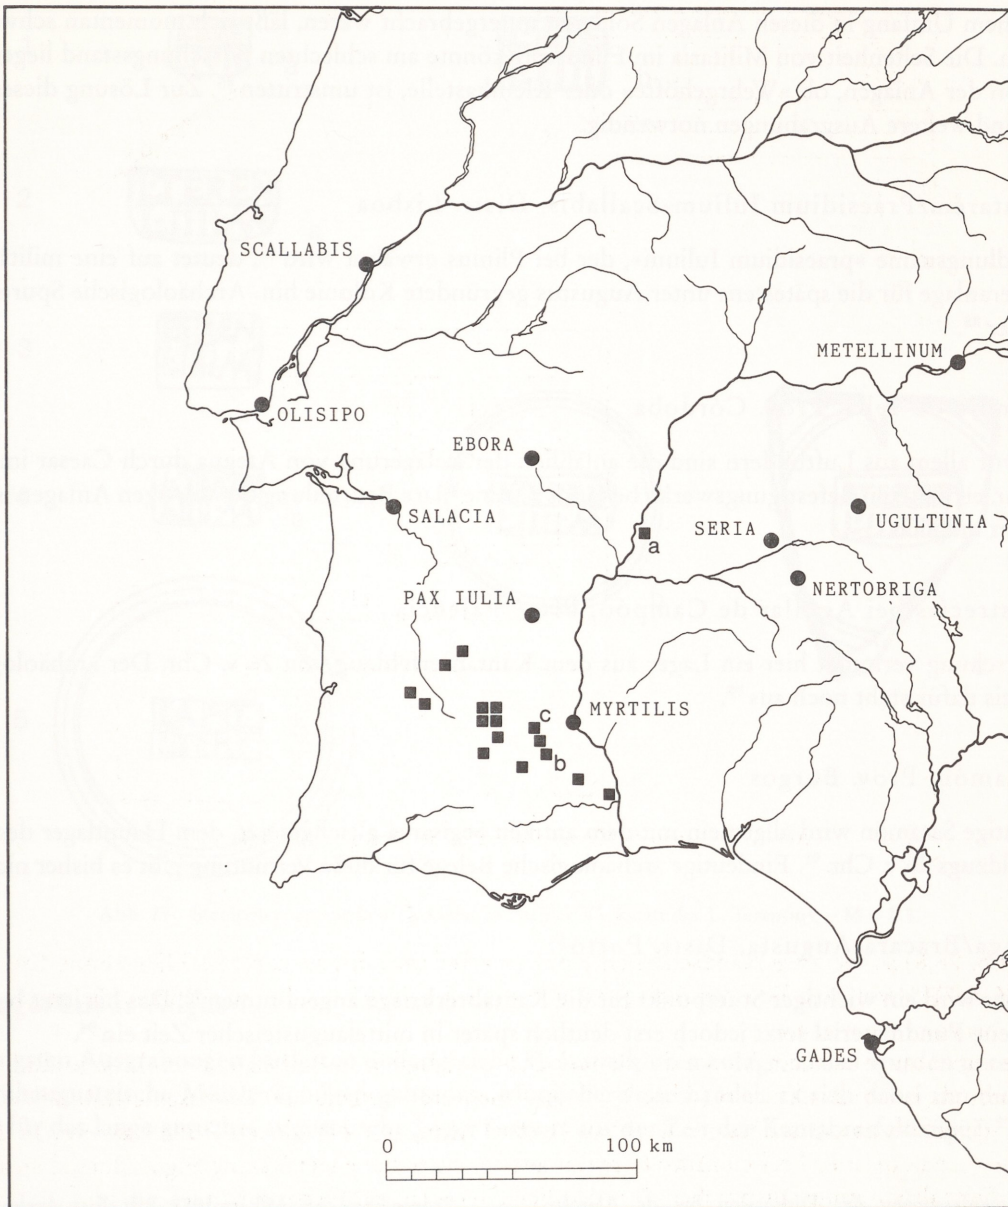 SCALLABIS
METELLINUM
OLISIPO
EBORA
SALACIA
UGULTUNIA
SERIA
a
NERTOBRIGA
PAX IULIA
MYRTILIS
c
b
GADES
0 100 km